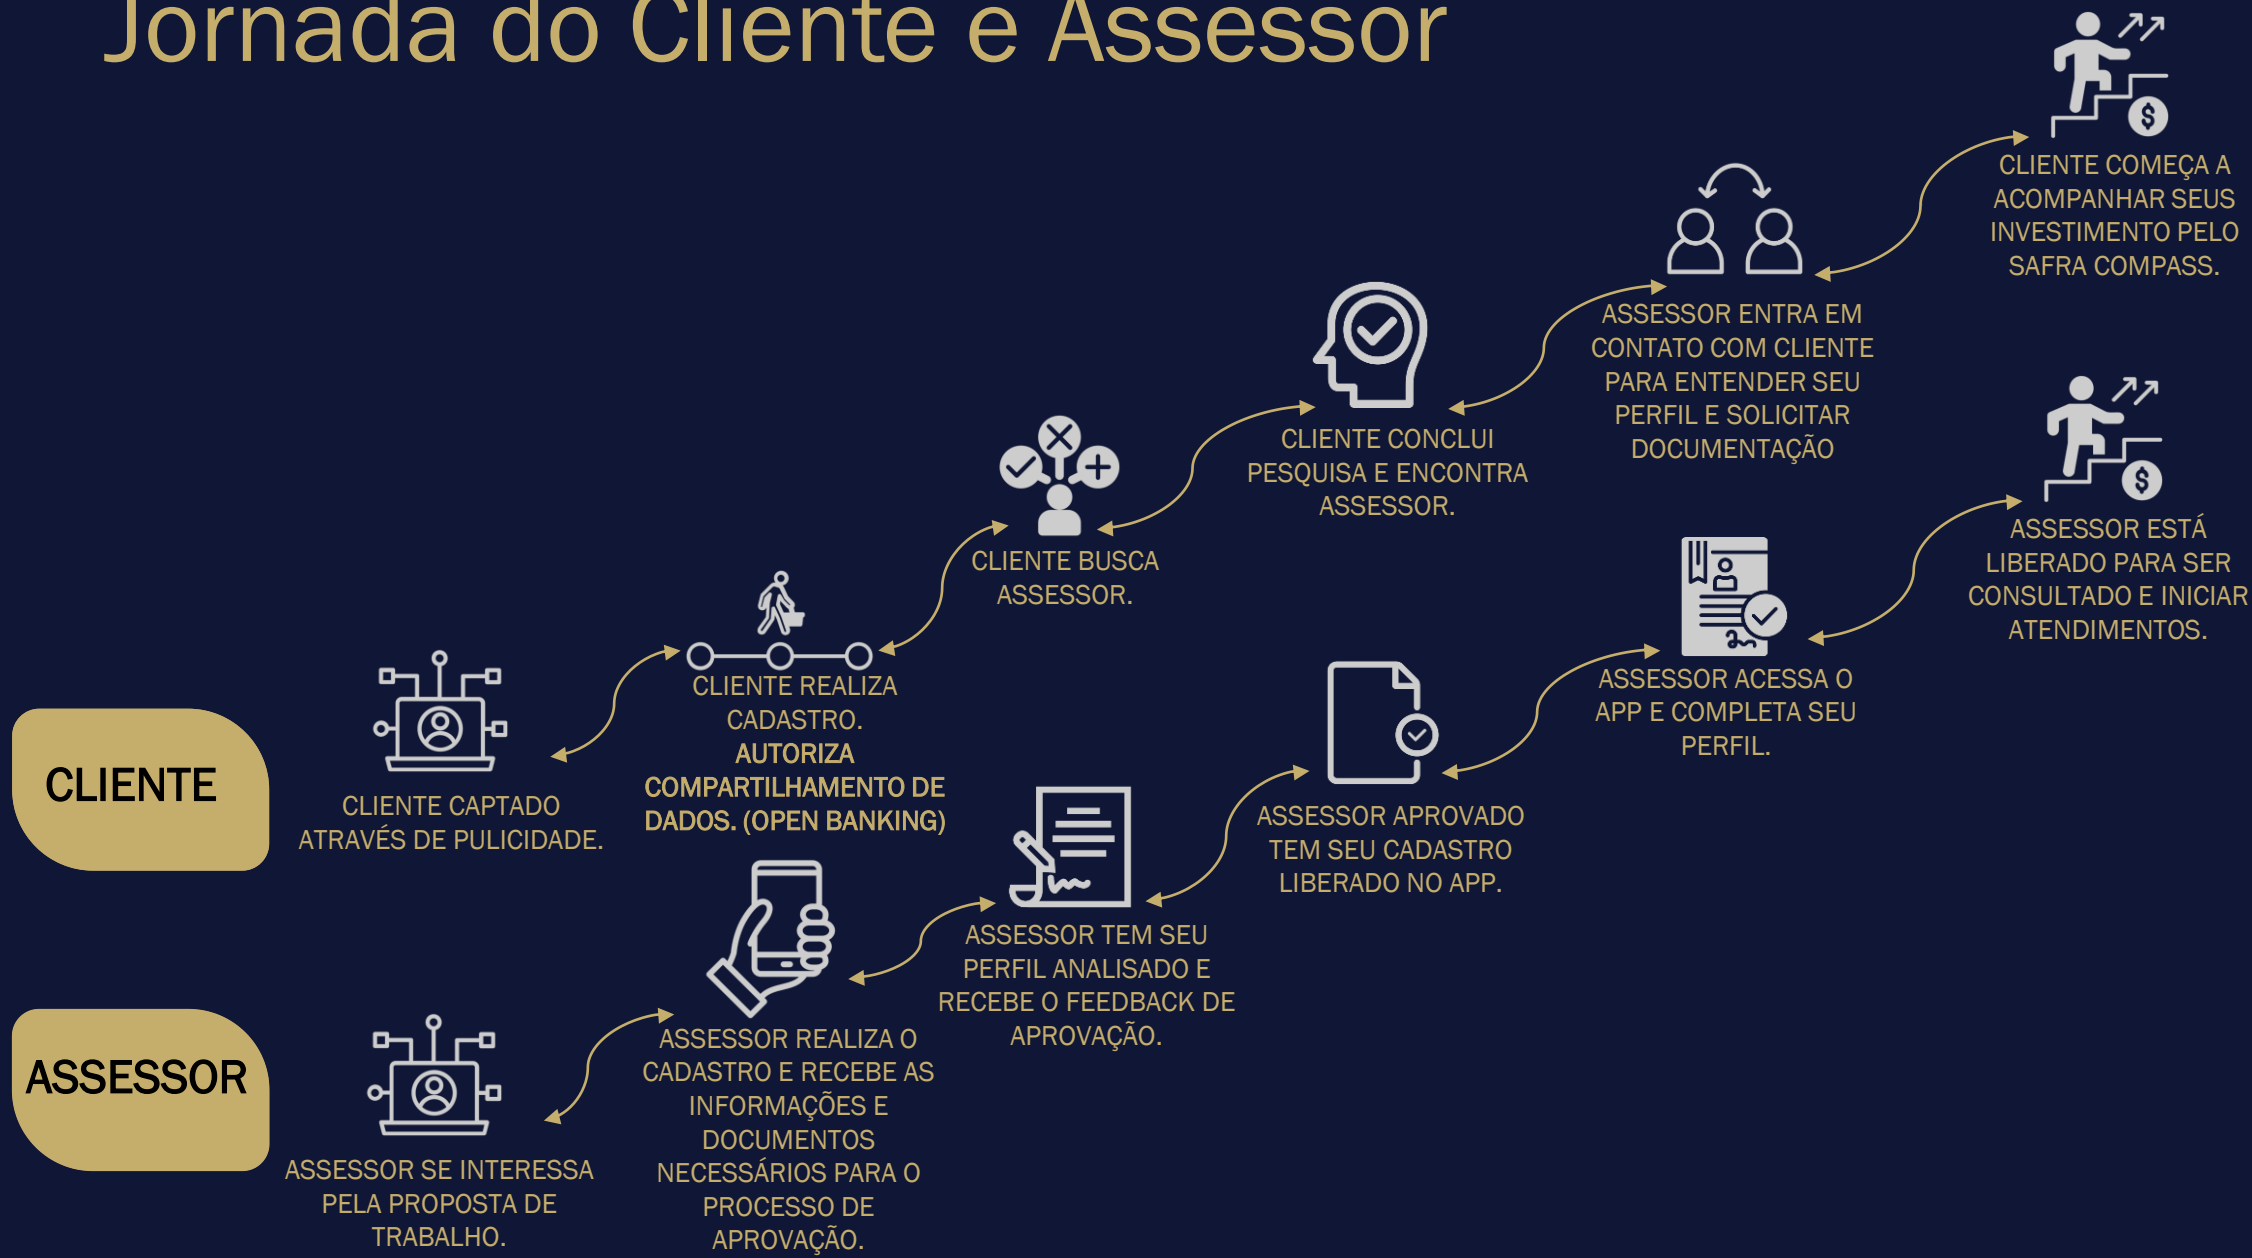 Jornada do Cliente e Assessor
CLIENTE
CLIENTE CAPTADO
ATRAVÉS DE PULICIDADE.
CLIENTE REALIZA
CADASTRO.
AUTORIZA
COMPARTILHAMENTO DE
DADOS. (OPEN BANKING)
CLIENTE BUSCA
ASSESSOR.
CLIENTE CONCLUI
PESQUISA E ENCONTRA
ASSESSOR.
ASSESSOR ENTRA EM
CONTATO COM CLIENTE
PARA ENTENDER SEU
PERFIL E SOLICITAR
DOCUMENTAÇÃO
CLIENTE COMEÇA A
ACOMPANHAR SEUS
INVESTIMENTO PELO
SAFRA COMPASS.
ASSESSOR
ASSESSOR SE INTERESSA
PELA PROPOSTA DE
TRABALHO.
ASSESSOR REALIZA O
CADASTRO E RECEBE AS
INFORMAÇÕES E
DOCUMENTOS
NECESSÁRIOS PARA O
PROCESSO DE
APROVAÇÃO.
ASSESSOR TEM SEU
PERFIL ANALISADO E
RECEBE O FEEDBACK DE
APROVAÇÃO.
ASSESSOR APROVADO
TEM SEU CADASTRO
LIBERADO NO APP.
ASSESSOR ACESSA O
APP E COMPLETA SEU
PERFIL.
ASSESSOR ESTÁ
LIBERADO PARA SER
CONSULTADO E INICIAR
ATENDIMENTOS.